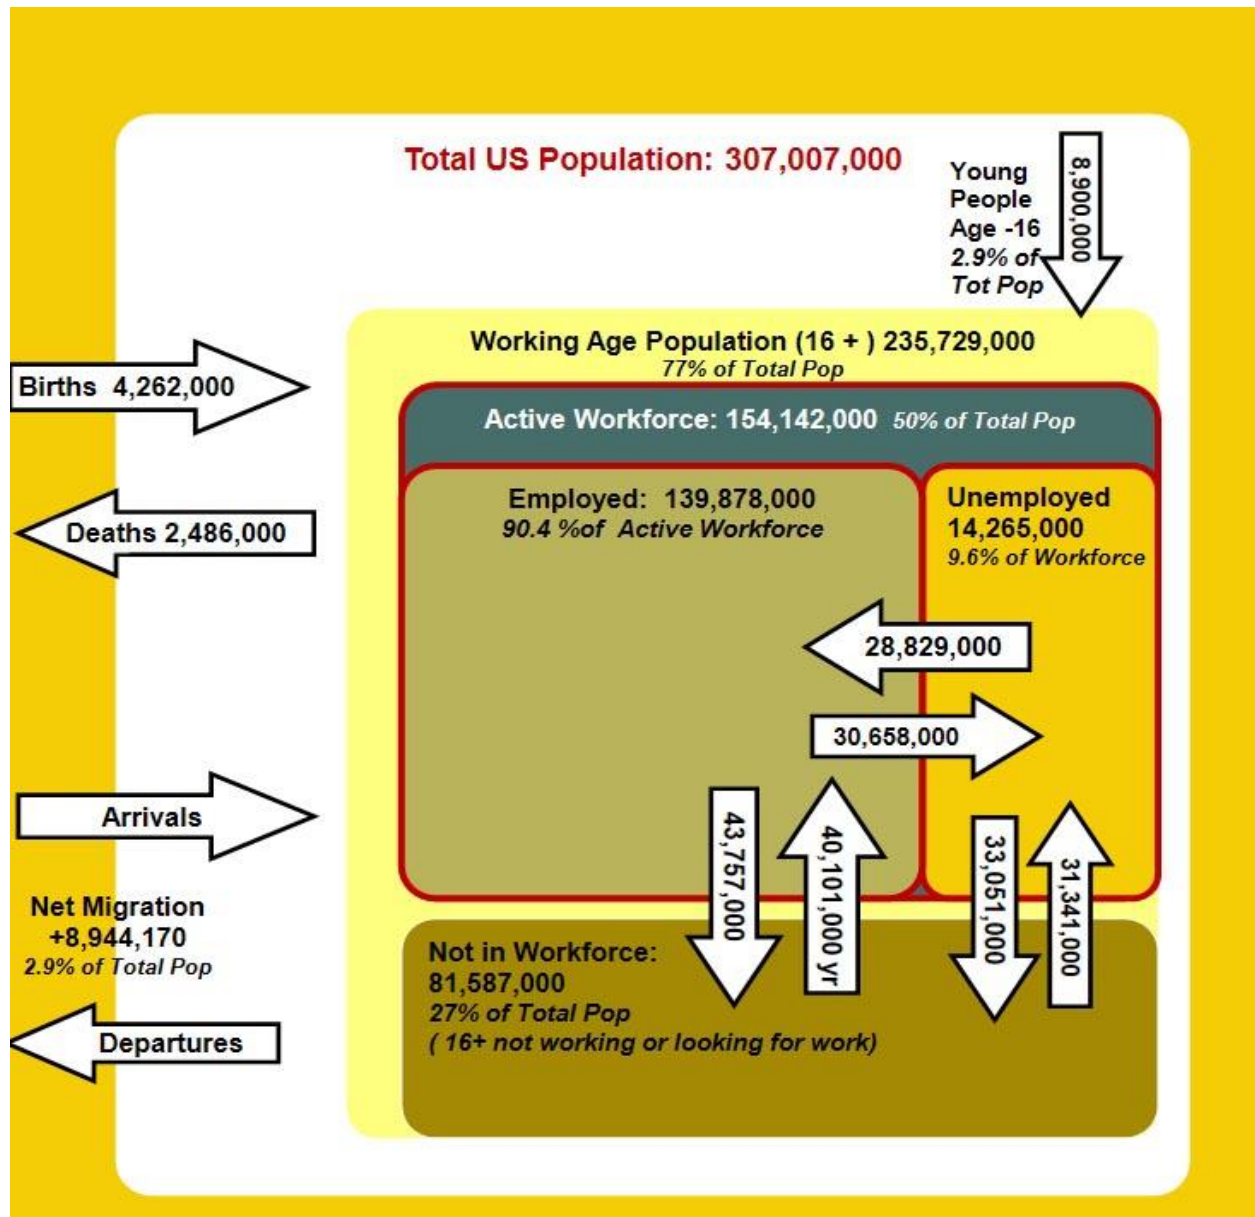 Total US Population: 307,007,000
Young
People
Age -16
2.9% of
Tot Pop
8,900,000
Working Age Population (16 + ) 235,729,000
77% of Total Pop
Births 4,262,000
Active Workforce: 154,142,000 50% of Total Pop
Employed: 139,878,000
90.4 %of Active Workforce
Unemployed
14,265,000
9.6% of Workforce
Deaths 2,486,000
28,829,000
30,658,000
Arrivals
43,757,000
40,101,000 yr
33,051,000
31,341,000
Net Migration
+8,944,170
2.9% of Total Pop
Not in Workforce:
81,587,000
27% of Total Pop
( 16+ not working or looking for work)
Departures